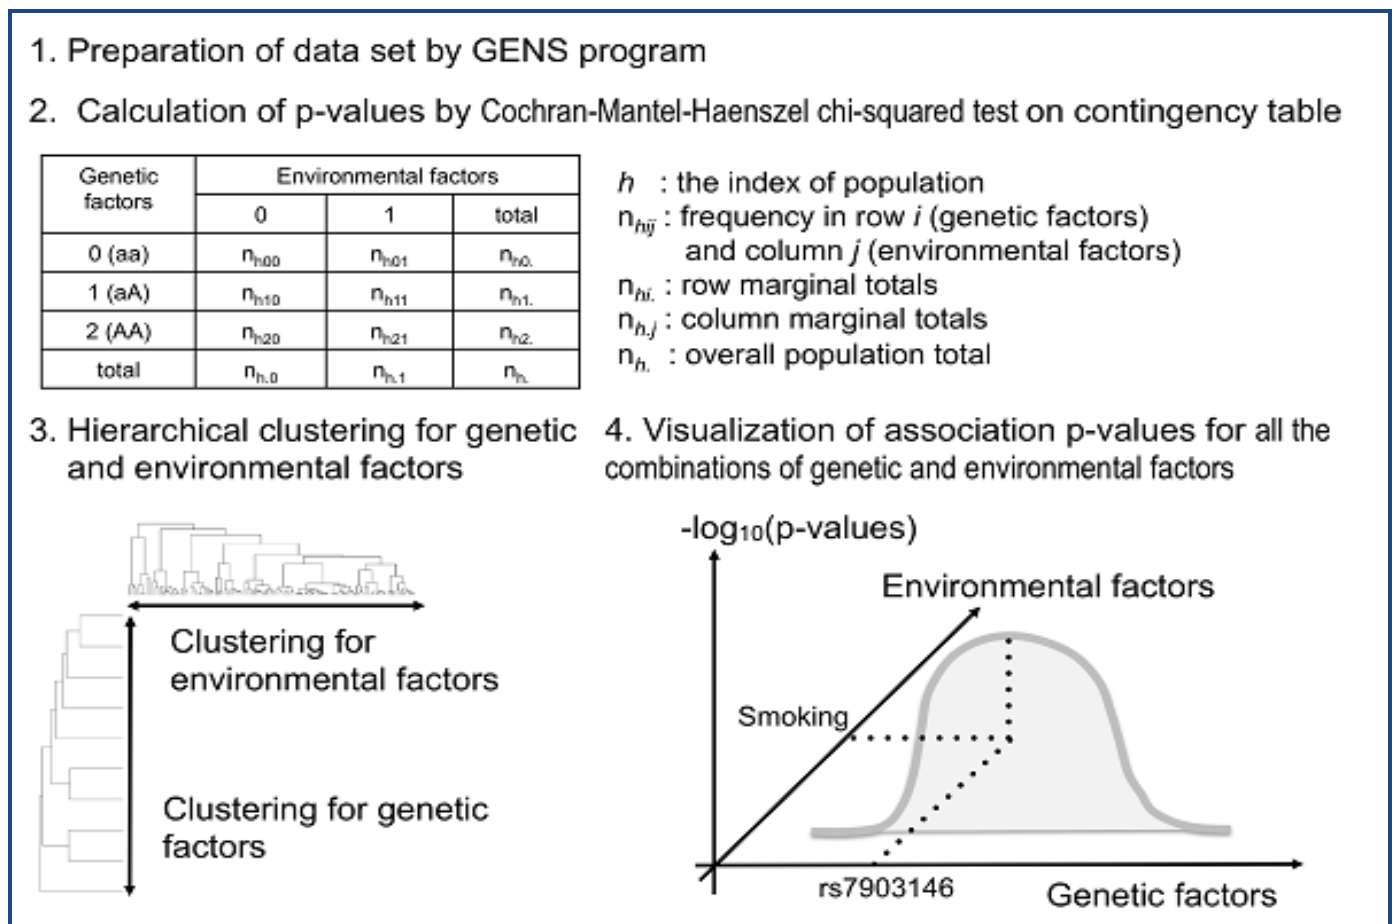 1. Preparation of data set by GENS program
2. Calculation of p-values by Cochran-Mantel-Haenszel chi-squared test on contingency table
Genetic factors Environmental factors
0 1 total
0 (aa) nh00 nh01 nh0.
1 (aA) nh10 nh11 nh1.
2 (AA) nh20 nh21 nh2.
total nh.0 nh.1 nh.
h : the index of population
nhij : frequency in row i (genetic factors)
and column j (environmental factors)
nhi. : row marginal totals
nh.j : column marginal totals
nh. : overall population total
3. Hierarchical clustering for genetic
and environmental factors
Clustering for
environmental factors
Clustering for genetic
factors
4. Visualization of association p-values for all the
combinations of genetic and environmental factors
-log10(p-values)
Environmental factors
Smoking
rs7903146
Genetic factors